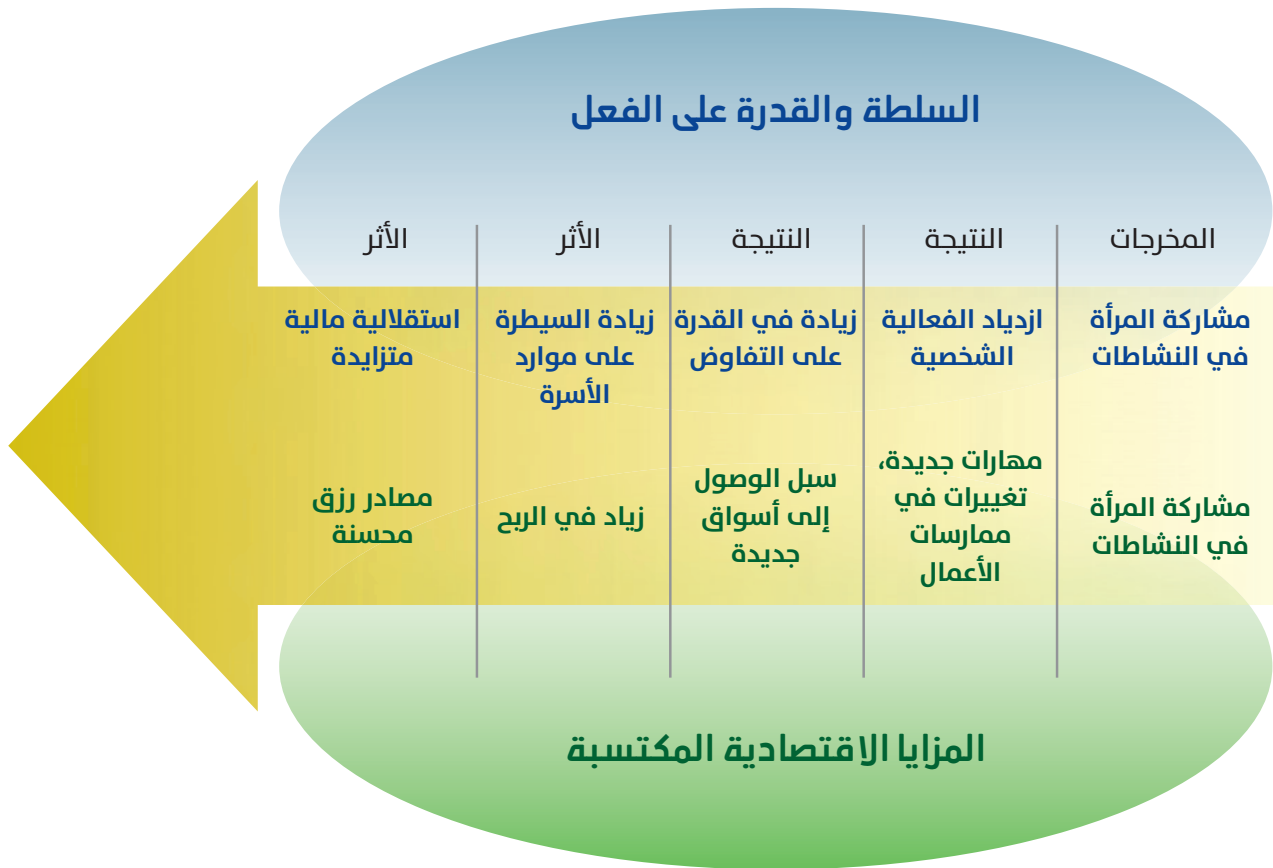 السلطة والقدرة على الفعل
المخرجات
النتيجة
النتيجة
الأثر
الأثر
مشاركة المرأة
في النشاطات
ازدياد الفعالية
الشخصية
زيادة في القدرة
على التفاوض
زيادة السيطرة
على موارد
الأسرة
استقلالية مالية
متزايدة
مشاركة المرأة
في النشاطات
مهارات جديدة،
تغييرات في
ممارسات
الأعمال
سبل الوصول
إلى أسواق
جديدة
زياد في الربح
مصادر رزق
محسنة
المزايا الاقتصادية المكتسبة